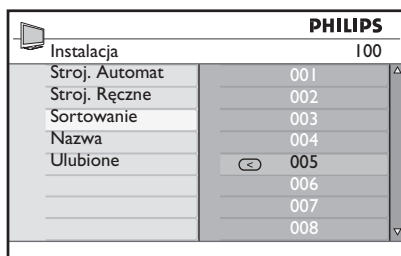 PHILIPS
Instalacja 100
Stroj. Automat 001
Stroj. Ręczne 002
Sortowanie 003
Nazwa 004
Ulubione < 005
006
007
008